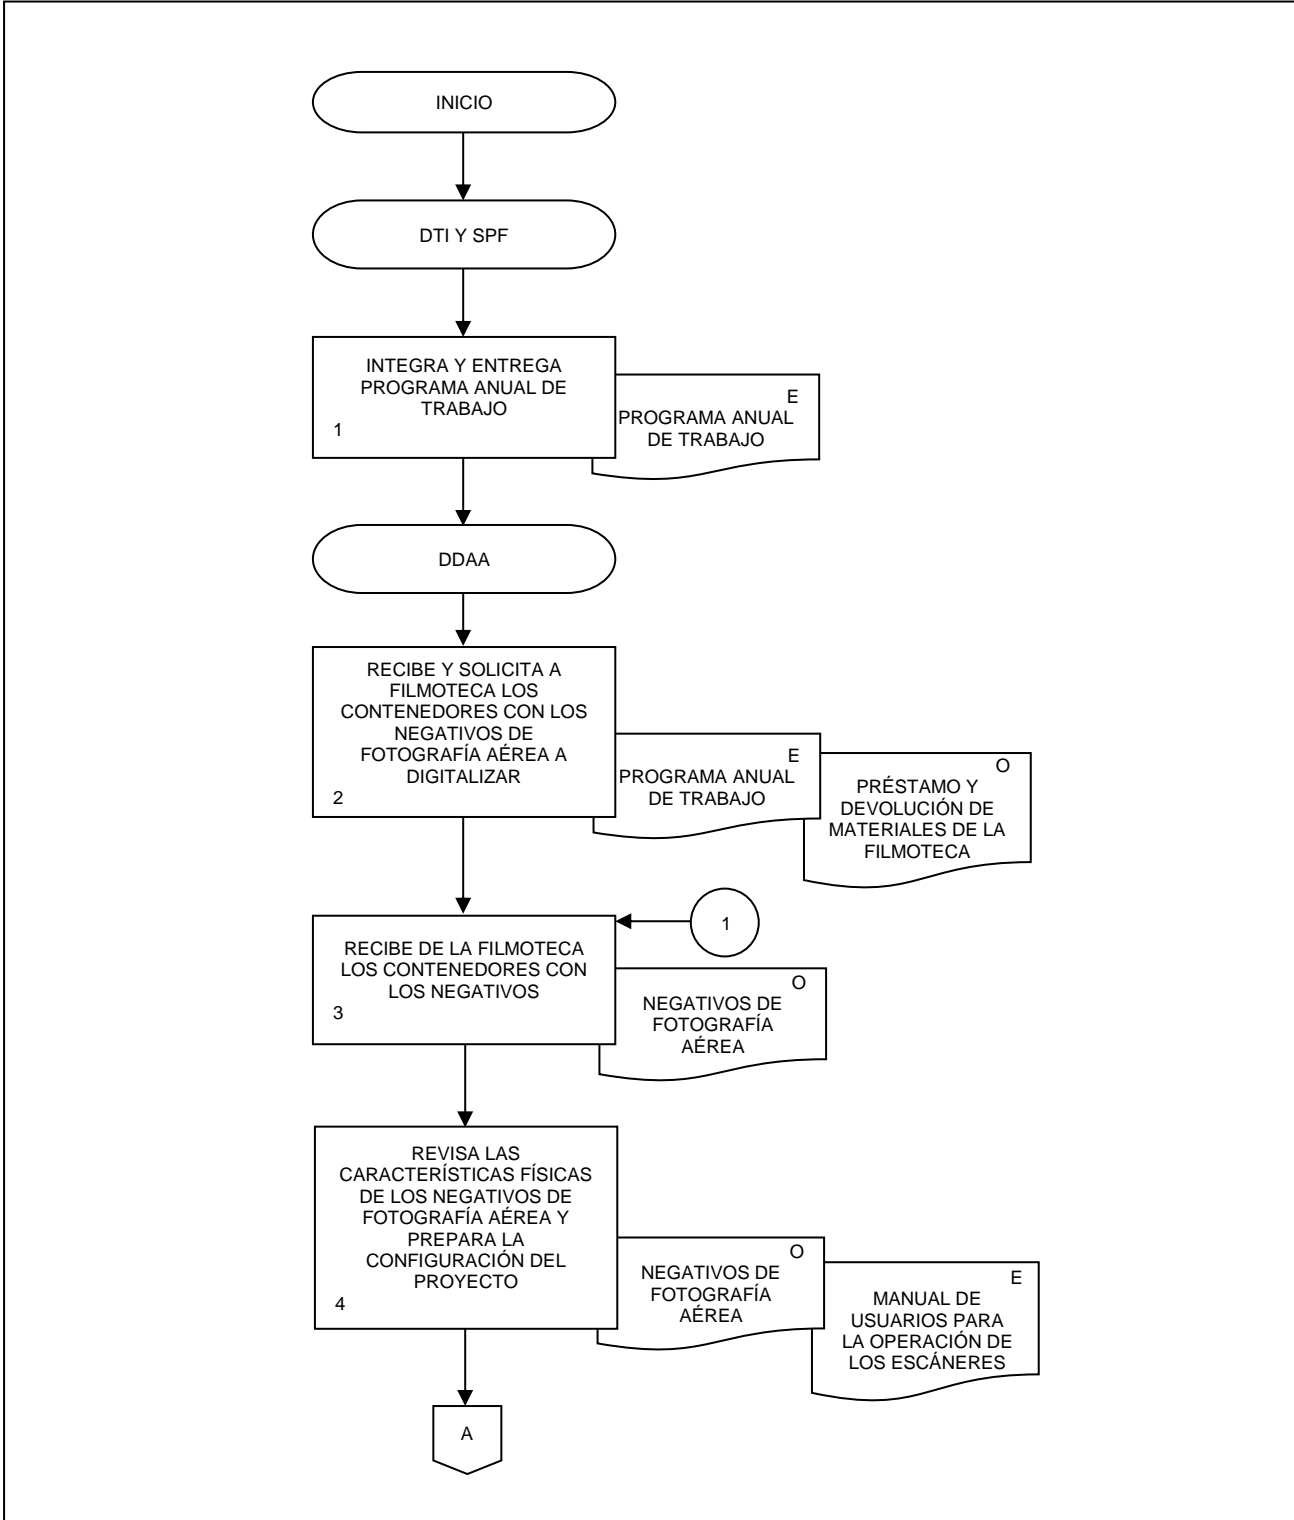 INICIO
DTI Y SPF
INTEGRA Y ENTREGA
PROGRAMA ANUAL DE
TRABAJO
1
E
PROGRAMA ANUAL
DE TRABAJO
DDAA
RECIBE Y SOLICITA A
FILMOTECA LOS
CONTENEDORES CON LOS
NEGATIVOS DE
FOTOGRAFÍA AÉREA A
DIGITALIZAR
2
E
PROGRAMA ANUAL
DE TRABAJO
O
PRÉSTAMO Y
DEVOLUCIÓN DE
MATERIALES DE LA
FILMOTECA
1
RECIBE DE LA FILMOTECA
LOS CONTENEDORES CON
LOS NEGATIVOS
3
O
NEGATIVOS DE
FOTOGRAFÍA
AÉREA
REVISA LAS
CARACTERÍSTICAS FÍSICAS
DE LOS NEGATIVOS DE
FOTOGRAFÍA AÉREA Y
PREPARA LA
CONFIGURACIÓN DEL
PROYECTO
4
O
NEGATIVOS DE
FOTOGRAFÍA
AÉREA
E
MANUAL DE
USUARIOS PARA
LA OPERACIÓN DE
LOS ESCÁNERES
A